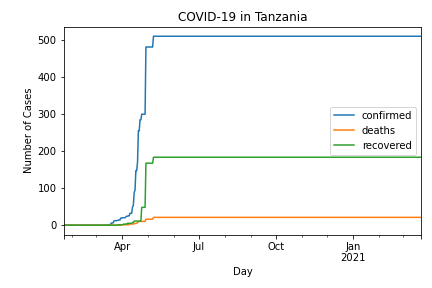 COVID-19 in Tanzania
500
400
300
200
100
0
Number of Cases
confirmed
deaths
recovered
Apr
Jul
Oct
Jan
2021
Day